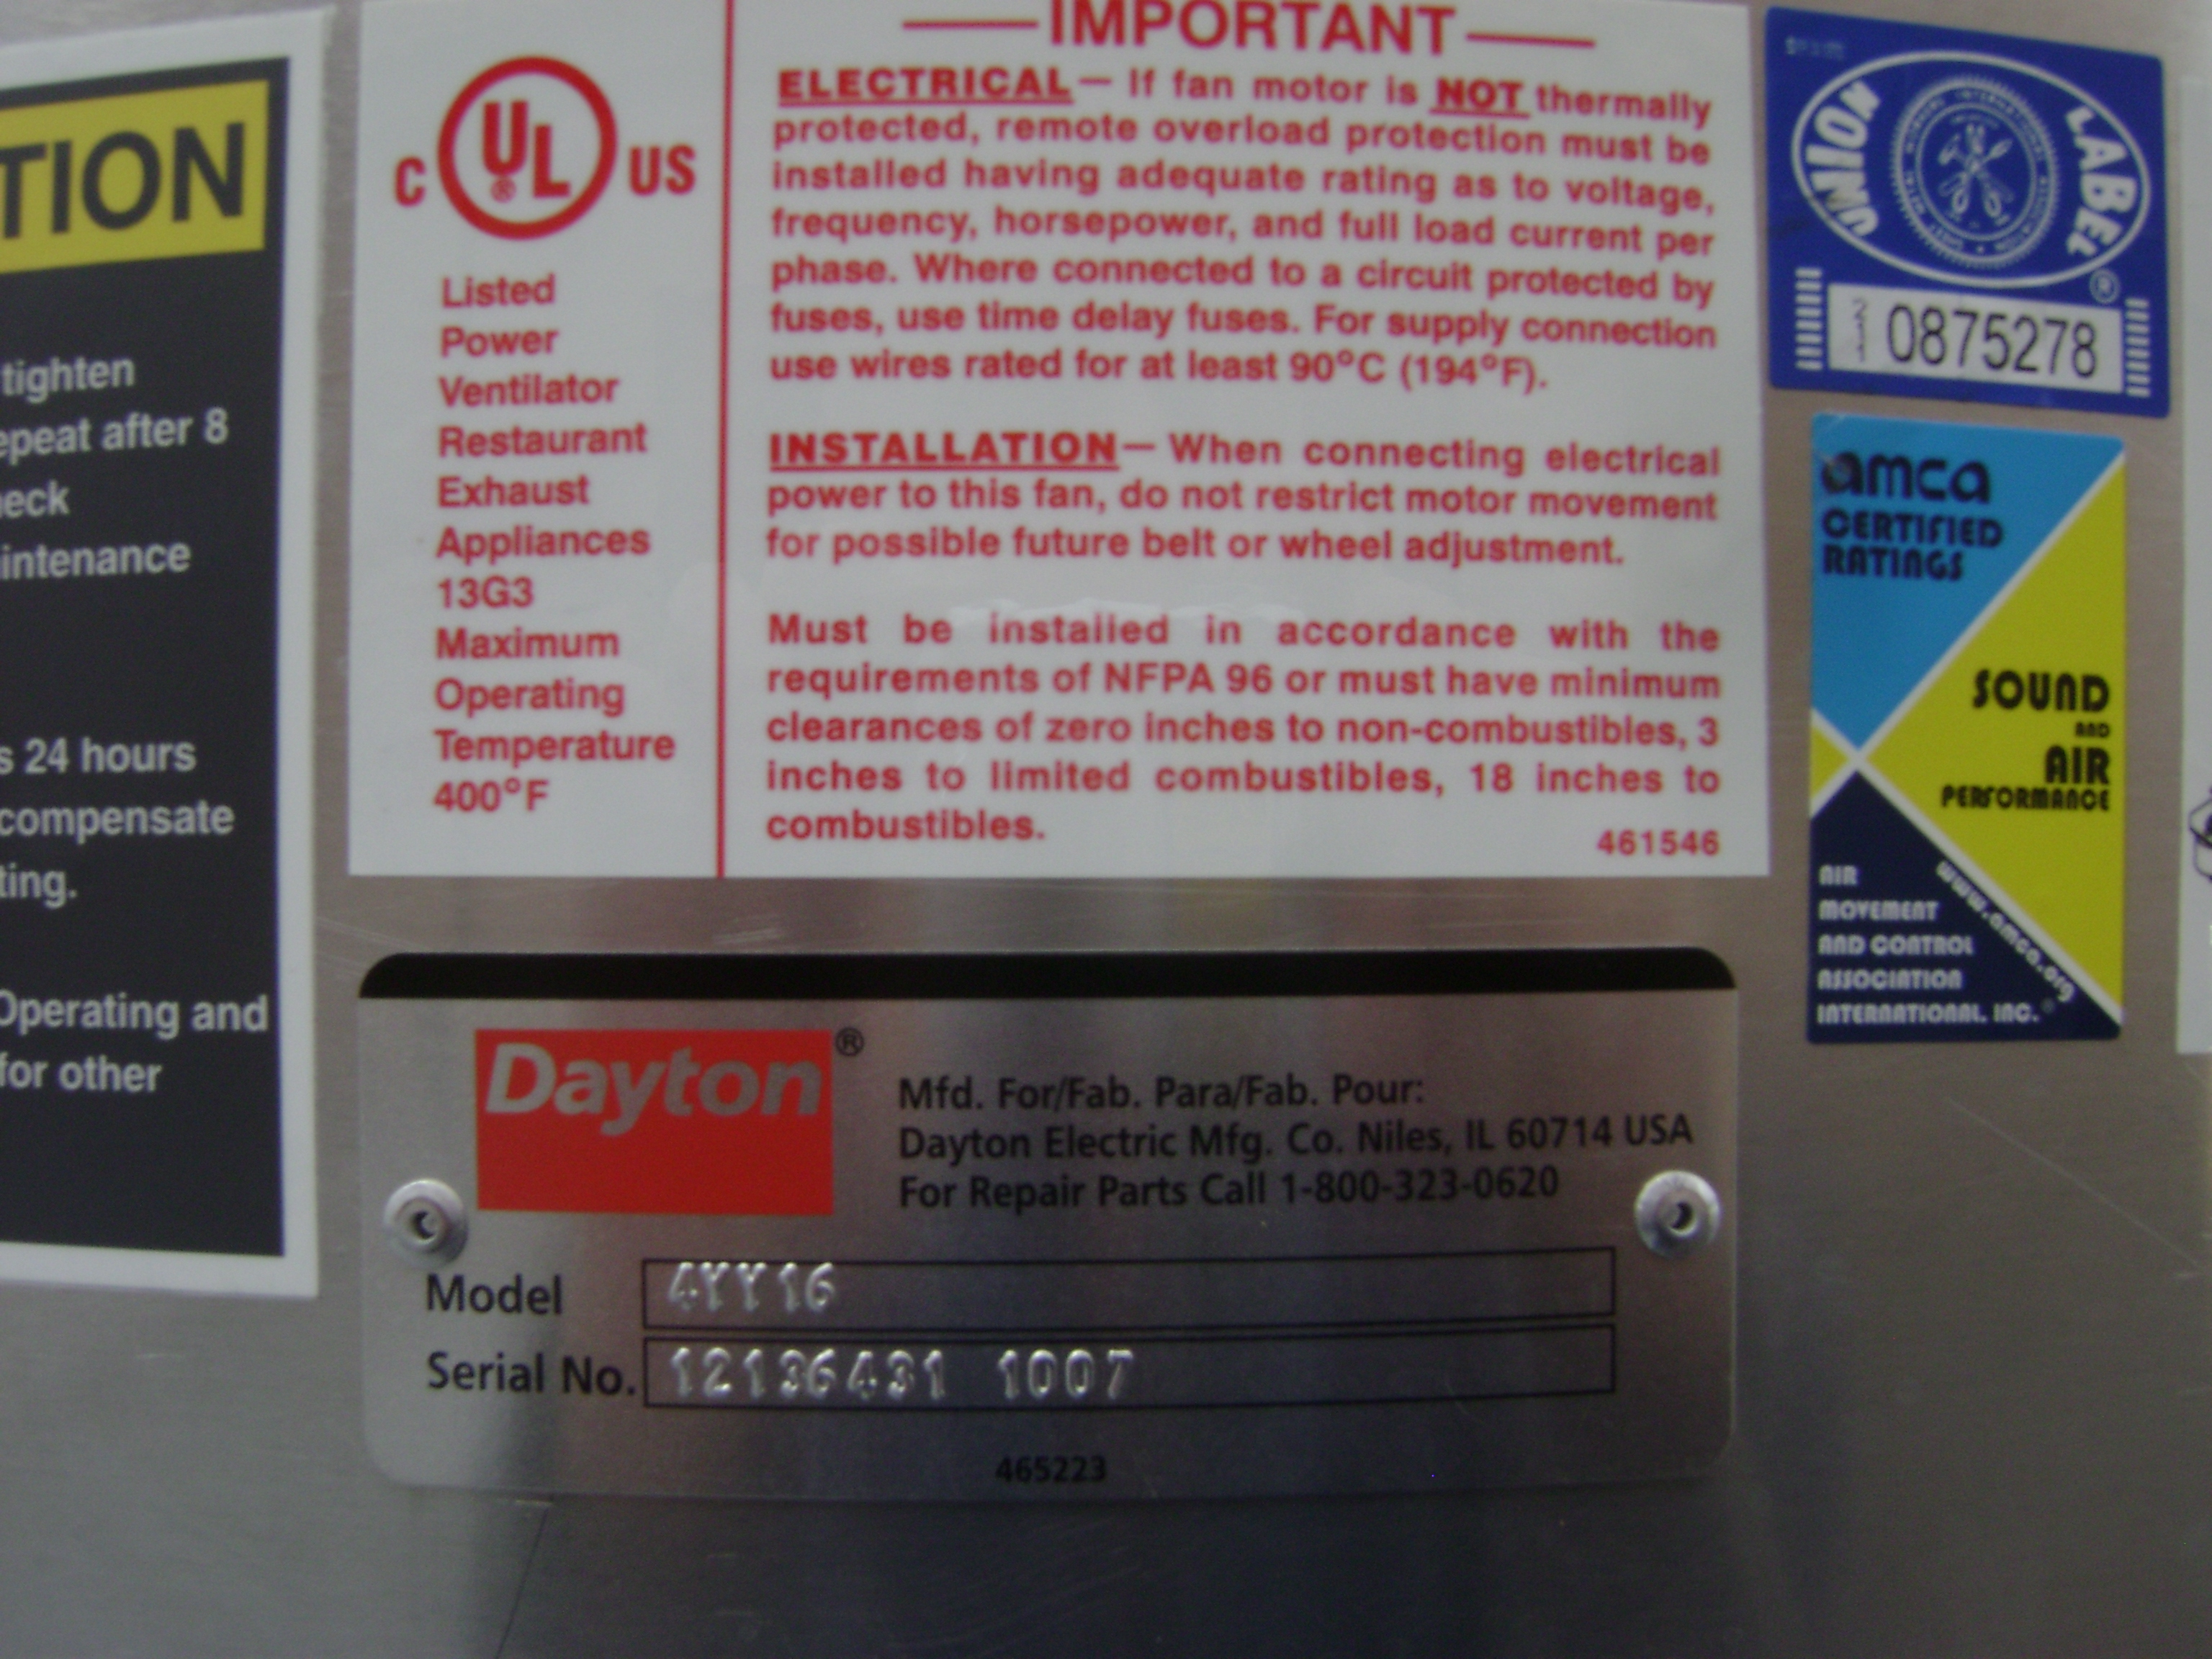 TION
tighten
epeat after 8
eck
intenance
s 24 hours
compensate
ting.
Operating and
for other
C UL® US
Listed
Power
Ventilator
Restaurant
Exhaust
Appliances
13G3
Maximum
Operating
Temperature
400°F
IMPORTANT
ELECTRICAL— If fan motor is NOT thermally
protected, remote overload protection must be
installed having adequate rating as to voltage,
frequency, horsepower, and full load current per
phase. Where connected to a circuit protected by
fuses, use time delay fuses. For supply connection
use wires rated for at least 90°C (194°F).
INSTALLATION— When connecting electrical
power to this fan, do not restrict motor movement
for possible future belt or wheel adjustment.
Must be installed in accordance with the
requirements of NFPA 96 or must have minimum
clearances of zero inches to non-combustibles, 3
inches to limited combustibles, 18 inches to
combustibles.
461546
UNION LABEL ®
0875278
amca
CERTIFIED
RATINGS
SOUND
AND
AIR
PERFORMANCE
AIR
MOVEMENT
AND CONTROL
ASSOCIATION
INTERNATIONAL, INC.®
www.amca.org
Dayton®
Mfd. For/Fab. Para/Fab. Pour:
Dayton Electric Mfg. Co. Niles, IL 60714 USA
For Repair Parts Call 1-800-323-0620
Model 4YY16
Serial No. 12136431 1007
465223